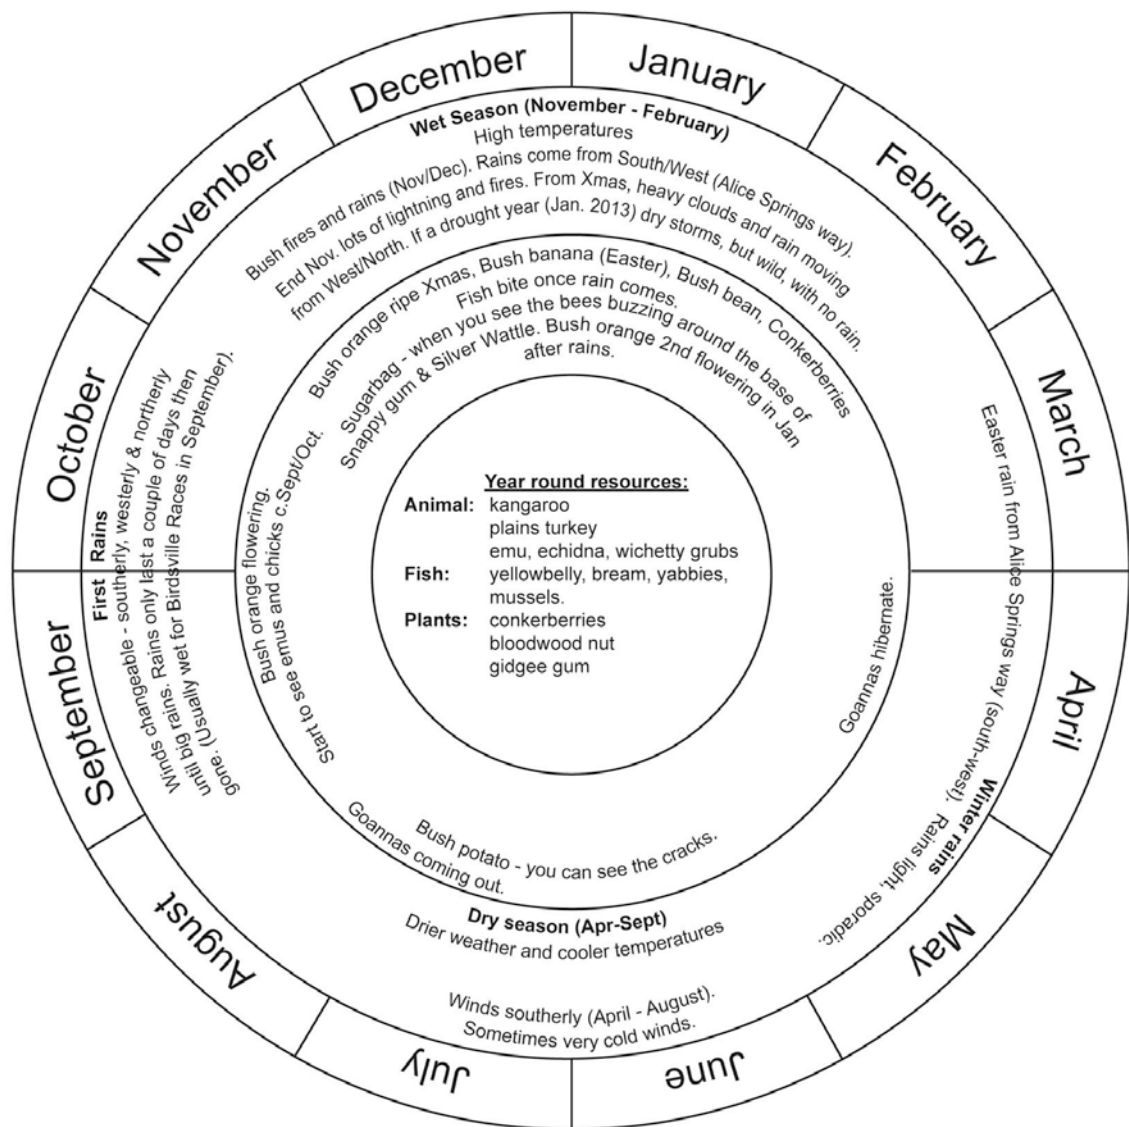 January
February
March
April
May
June
July
August
September
October
November
December
Wet Season (November - February)
High temperatures
Bush fires and rains (Nov/Dec). Rains come from South/West (Alice Springs way).
End Nov. lots of lightning and fires. From Xmas, heavy clouds and rain moving
from West/North. If a drought year (Jan. 2013) dry storms, but wild, with no rain.
Easter rain from Alice Springs way (south-west). Rains light, sporadic.
Winter rains
Dry season (Apr-Sept)
Drier weather and cooler temperatures
Winds southerly (April - August).
Sometimes very cold winds.
First Rains
Winds changeable - southerly, westerly & northerly
until big rains. Rains only last a couple of days then
gone. (Usually wet for Birdsville Races in September).
Bush orange ripe Xmas, Bush banana (Easter), Bush bean, Conkerberries
Fish bite once rain comes.
Sugarbag - when you see the bees buzzing around the base of
Snappy gum & Silver Wattle. Bush orange 2nd flowering in Jan
after rains.
Goannas hibernate.
Bush potato - you can see the cracks.
Goannas coming out.
Bush orange flowering.
Start to see emus and chicks c.Sept/Oct.
Year round resources:
Animal: kangaroo
plains turkey
emu, echidna, wichetty grubs
Fish: yellowbelly, bream, yabbies,
mussels.
Plants: conkerberries
bloodwood nut
gidgee gum